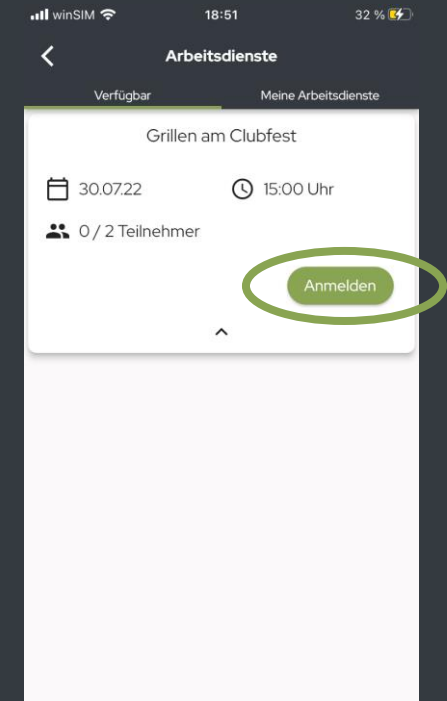 winSIM 18:51 32 %
Arbeitsdienste
Verfügbar Meine Arbeitsdienste
Grillen am Clubfest
30.07.22 15:00 Uhr
0 / 2 Teilnehmer
Anmelden